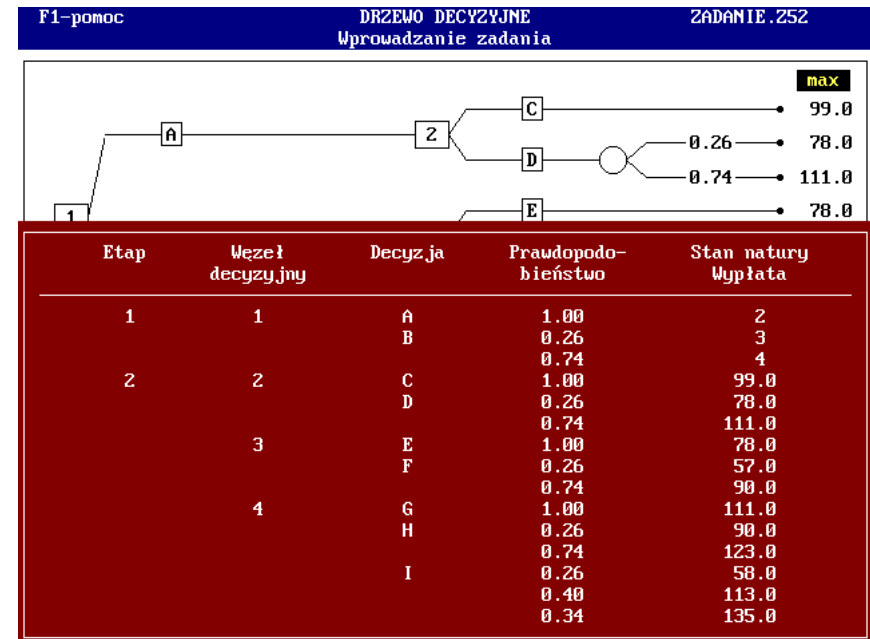 F1-pomoc DRZEWO DECYZYJNE ZADANIE.Z52
Wprowadzanie zadania
max
C 99.0
A 2 0.26 78.0
D
0.74 111.0
1 E 78.0
Etap Węzeł Decyzja Prawdopodo- Stan natury
decyzyjny bieństwo Wypłata
1 1 A 1.00 2
B 0.26 3
0.74 4
2 2 C 1.00 99.0
D 0.26 78.0
0.74 111.0
3 E 1.00 78.0
F 0.26 57.0
0.74 90.0
4 G 1.00 111.0
H 0.26 90.0
0.74 123.0
I 0.26 58.0
0.40 113.0
0.34 135.0